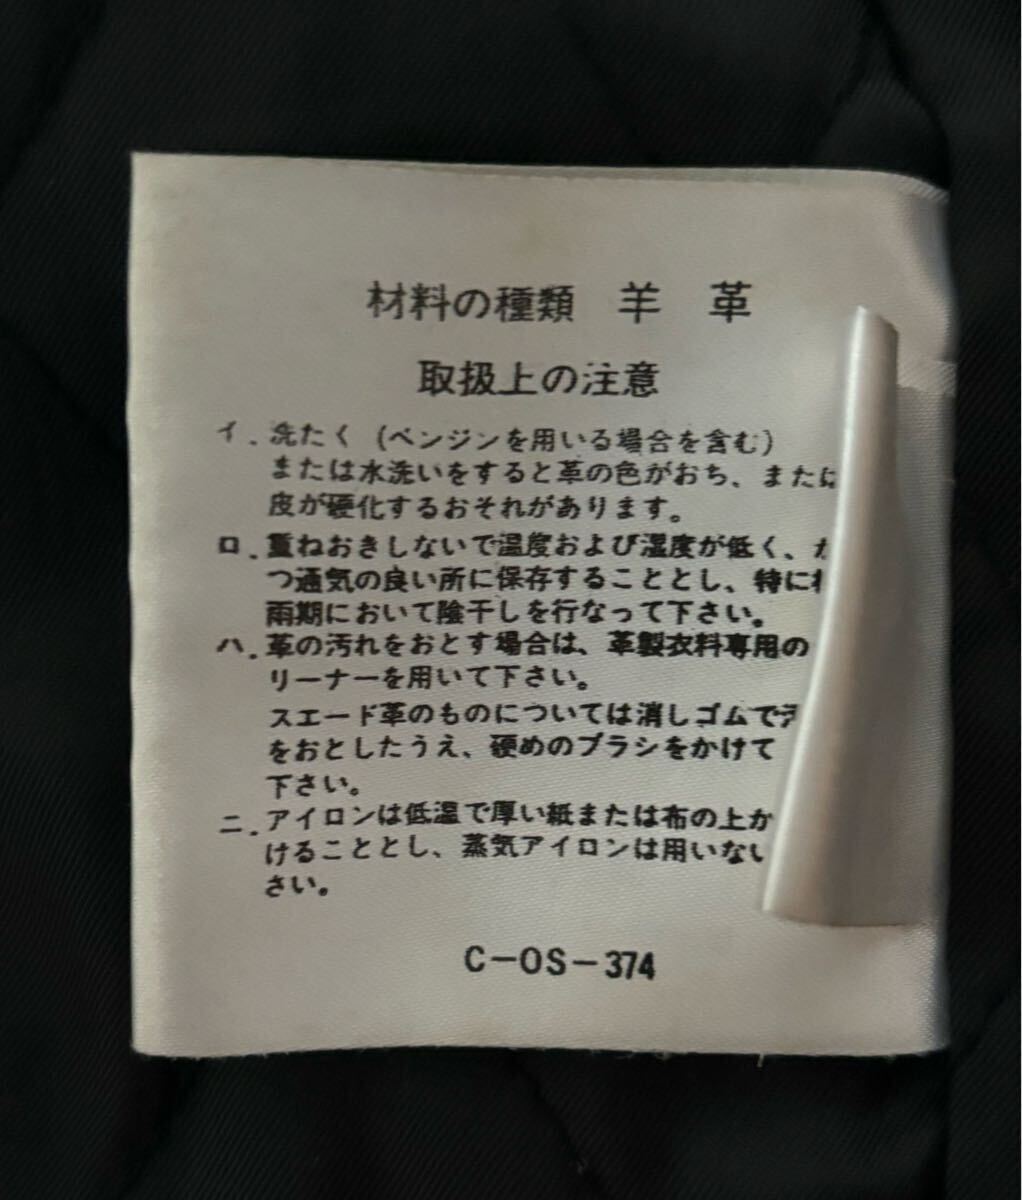 材料の種類 羊 革
取扱上の注意
イ．洗たく（ベンジンを用いる場合を含む）
または水洗いをすると革の色がおち、または
皮が硬化するおそれがあります。
ロ．重ねおきしないで温度および湿度が低く、か
つ通気の良い所に保存することとし、特に
雨期において陰干しを行なって下さい。
ハ．革の汚れをおとす場合は、革製衣料専用の
リーナーを用いて下さい。
スエード革のものについては消しゴムで汚
をおとしたうえ、硬めのブラシをかけて
下さい。
ニ．アイロンは低温で厚い紙または布の上か
けることとし、蒸気アイロンは用いない
さい。
C-OS-374